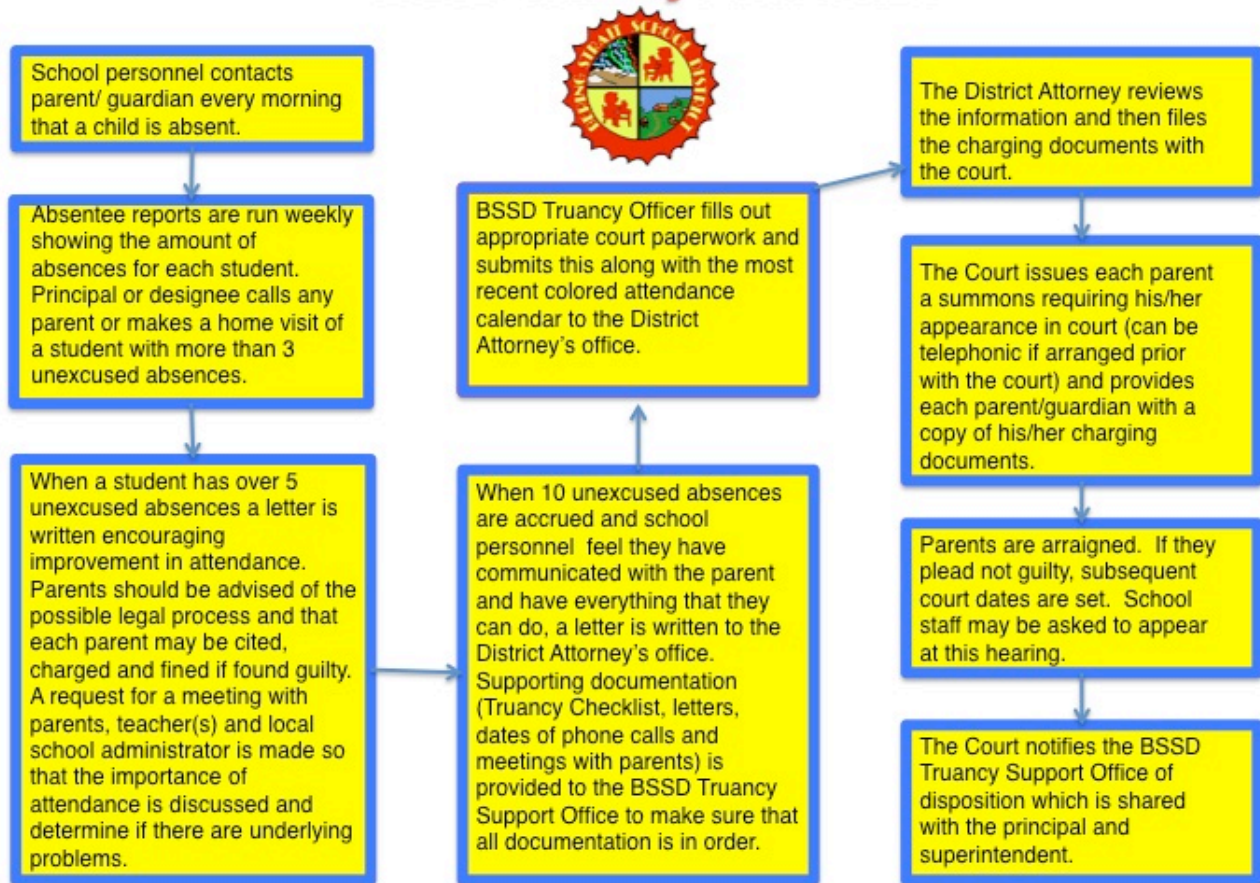 School personnel contacts
parent/ guardian every morning
that a child is absent.
Absentee reports are run weekly
showing the amount of
absences for each student.
Principal or designee calls any
parent or makes a home visit of
a student with more than 3
unexcused absences.
When a student has over 5
unexcused absences a letter is
written encouraging
improvement in attendance.
Parents should be advised of the
possible legal process and that
each parent may be cited,
charged and fined if found guilty.
A request for a meeting with
parents, teacher(s) and local
school administrator is made so
that the importance of
attendance is discussed and
determine if there are underlying
problems.
When 10 unexcused absences
are accrued and school
personnel  feel they have
communicated with the parent
and have everything that they
can do, a letter is written to the
District Attorney's office.
Supporting documentation
(Truancy Checklist, letters,
dates of phone calls and
meetings with parents) is
provided to the BSSD Truancy
Support Office to make sure that
all documentation is in order.
BERING STRAIT SCHOOL DISTRICT
BSSD Truancy Officer fills out
appropriate court paperwork and
submits this along with the most
recent colored attendance
calendar to the District
Attorney's office.
The District Attorney reviews
the information and then files
the charging documents with
the court.
The Court issues each parent
a summons requiring his/her
appearance in court (can be
telephonic if arranged prior
with the court) and provides
each parent/guardian with a
copy of his/her charging
documents.
Parents are arraigned.  If they
plead not guilty, subsequent
court dates are set.  School
staff may be asked to appear
at this hearing.
The Court notifies the BSSD
Truancy Support Office of
disposition which is shared
with the principal and
superintendent.